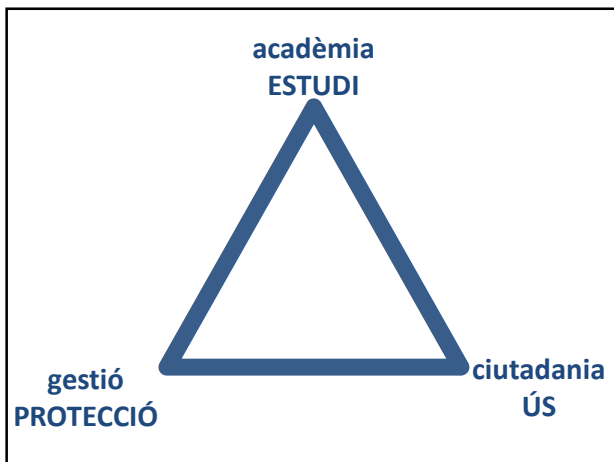 acadèmia
ESTUDI
gestió
PROTECCIÓ
ciutadania
ÚS